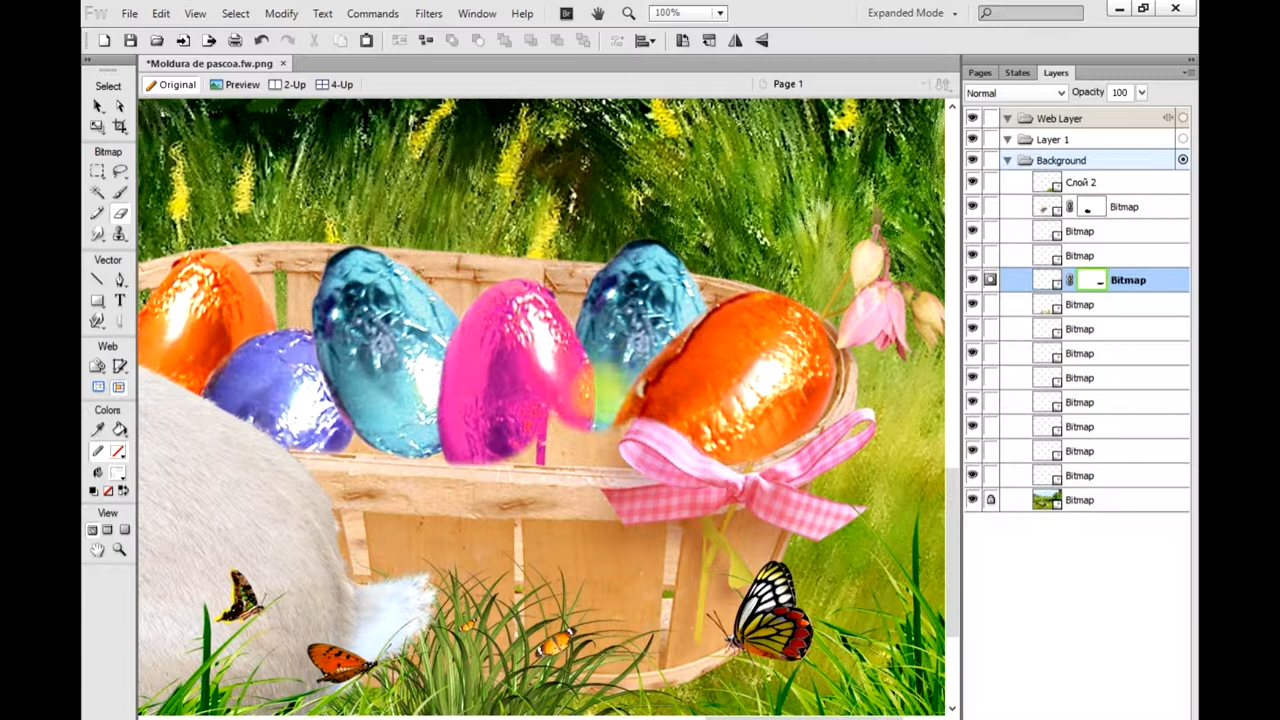 Fw File Edit View Select Modify Text Commands Filters Window Help Br 100% Expanded Mode
*Moldura de pascoa.fw.png ×
Original Preview 2-Up 4-Up Page 1
Pages States Layers
Normal Opacity 100
Select
Bitmap
Vector
Web
Colors
View
Web Layer
Layer 1
Background
Слой 2
Bitmap
Bitmap
Bitmap
Bitmap
Bitmap
Bitmap
Bitmap
Bitmap
Bitmap
Bitmap
Bitmap
Bitmap
Bitmap